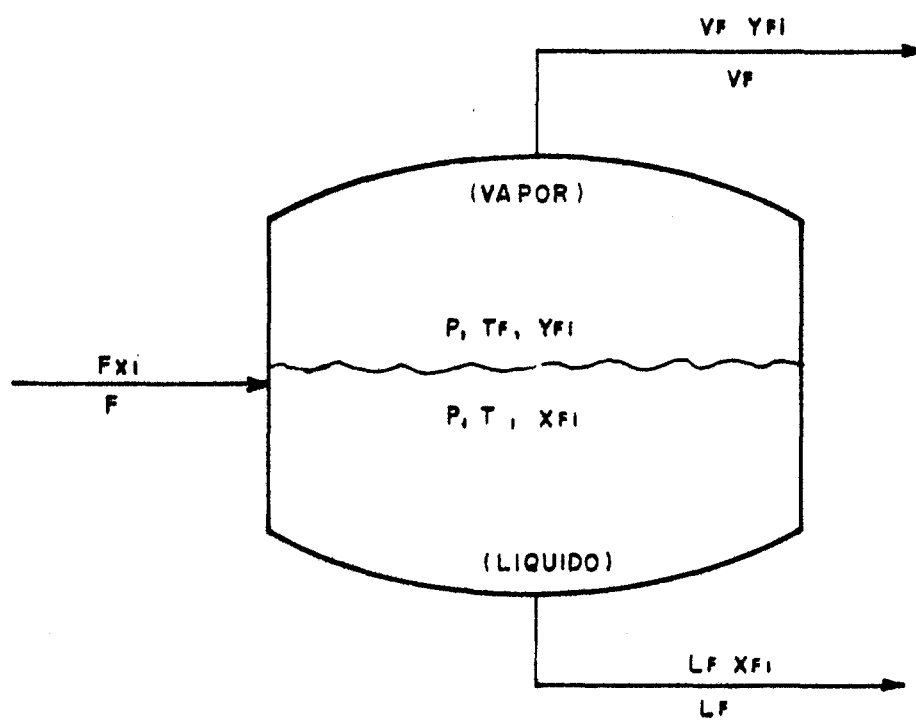 VF YFi
VF
(VAPOR)
P, TF, YFi
FXi
F
P, T, XFi
(LIQUIDO)
LF XFi
LF